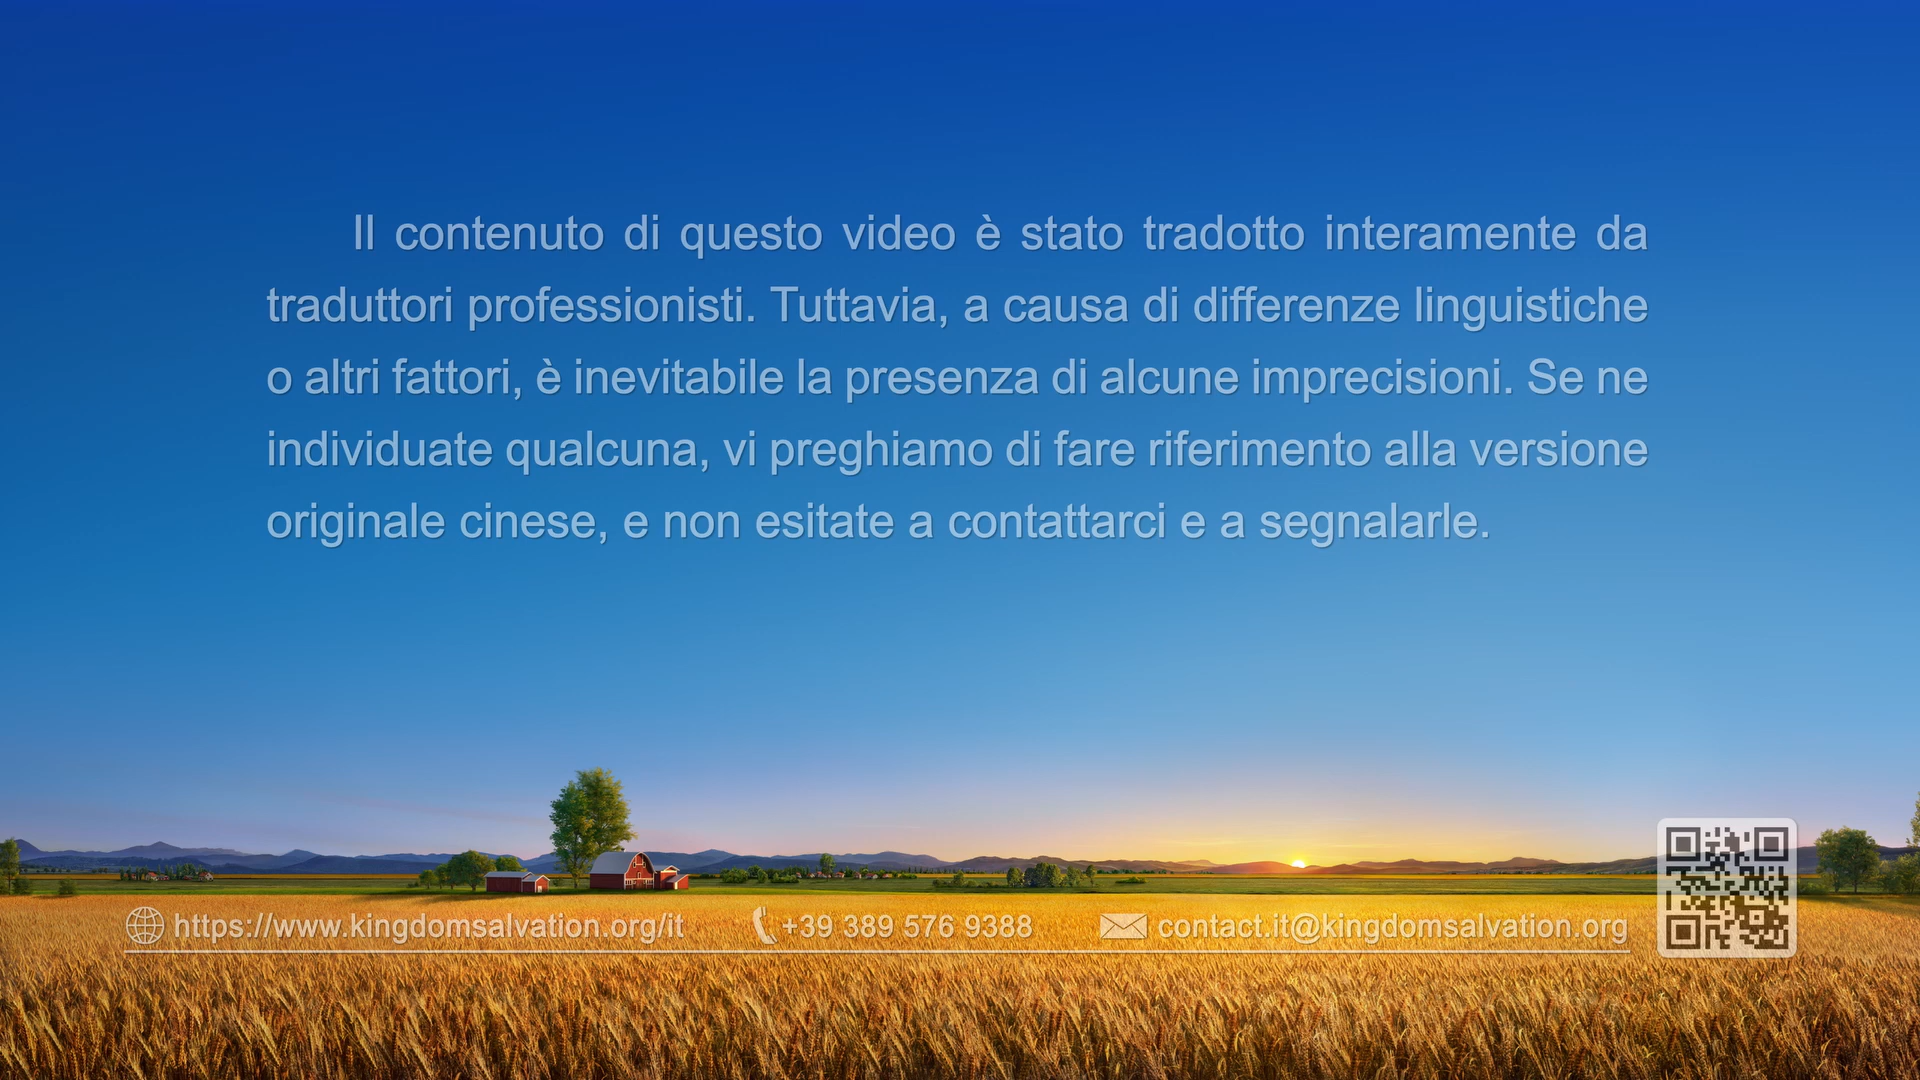 Il contenuto di questo video è stato tradotto interamente da
traduttori professionisti. Tuttavia, a causa di differenze linguistiche
o altri fattori, è inevitabile la presenza di alcune imprecisioni. Se ne
individuate qualcuna, vi preghiamo di fare riferimento alla versione
originale cinese, e non esitate a contattarci e a segnalarle.
https://www.kingdomsalvation.org/it +39 389 576 9388 contact.it@kingdomsalvation.org